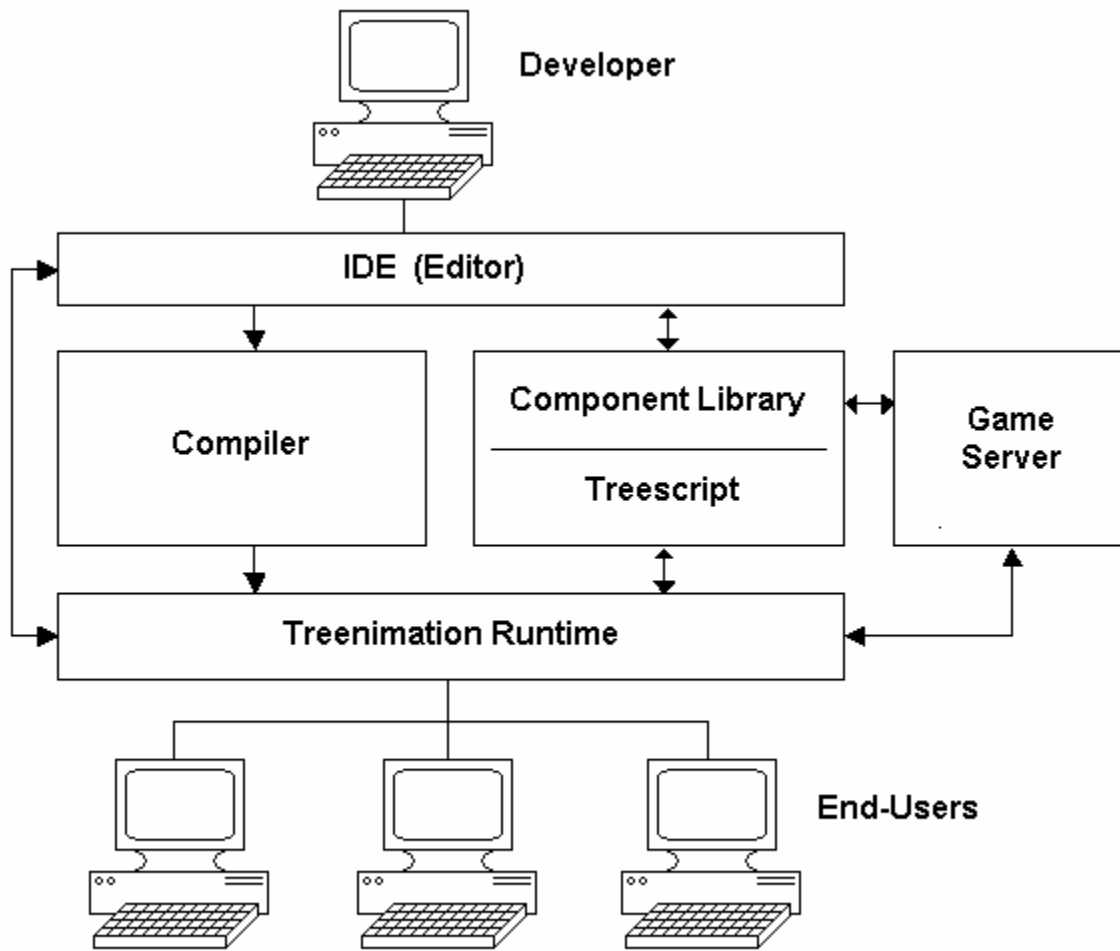 Developer
IDE (Editor)
Compiler
Component Library
Treescript
Game
Server
Treenimation Runtime
End-Users